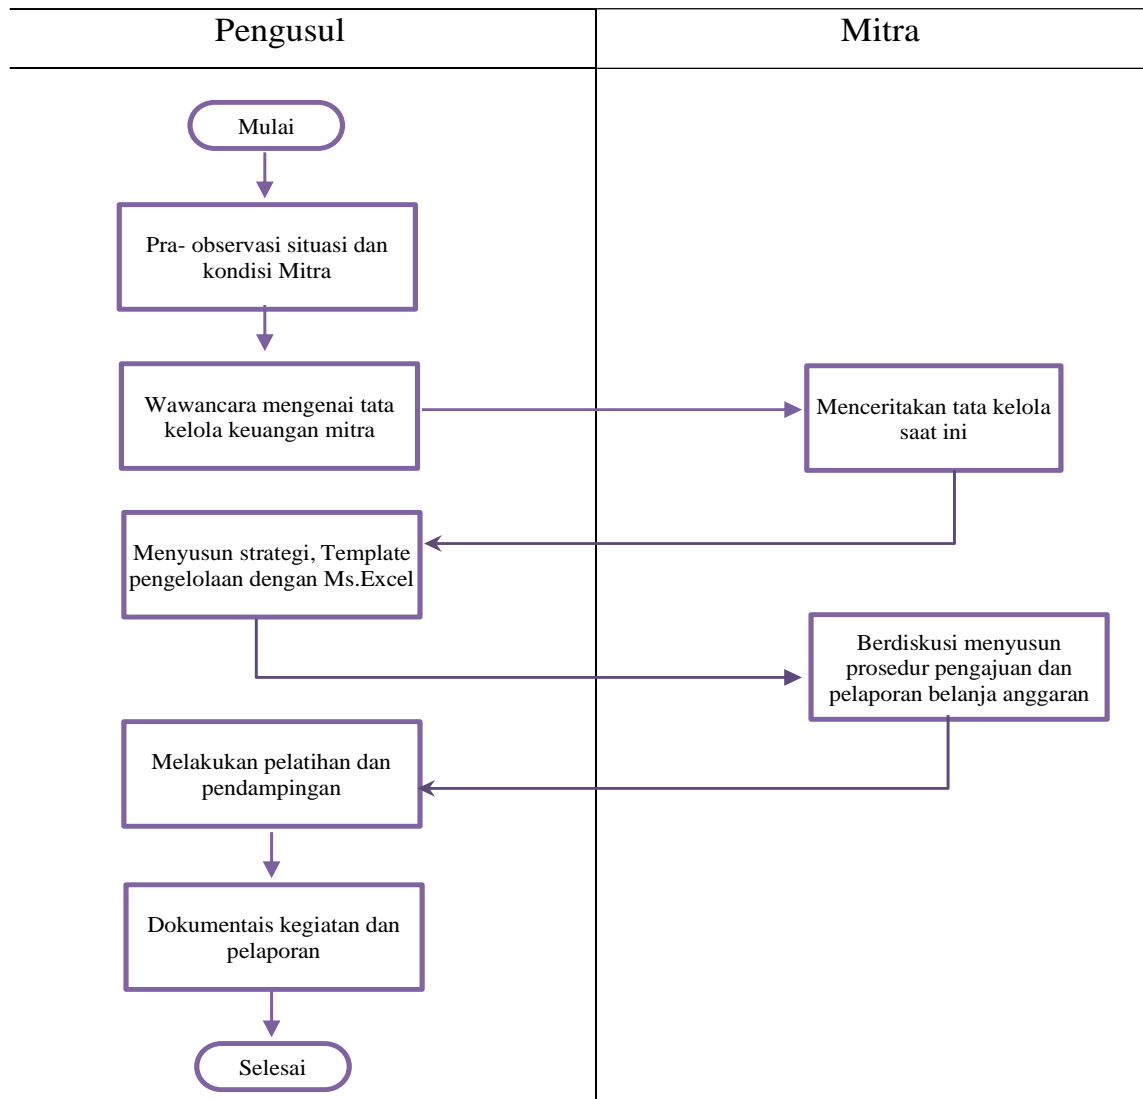 Pengusul
Mitra
Mulai
Pra- observasi situasi dan
kondisi Mitra
Wawancara mengenai tata
kelola keuangan mitra
Menceritakan tata kelola
saat ini
Menyusun strategi, Template
pengelolaan dengan Ms.Excel
Berdiskusi menyusun
prosedur pengajuan dan
pelaporan belanja anggaran
Melakukan pelatihan dan
pendampingan
Dokumentais kegiatan dan
pelaporan
Selesai